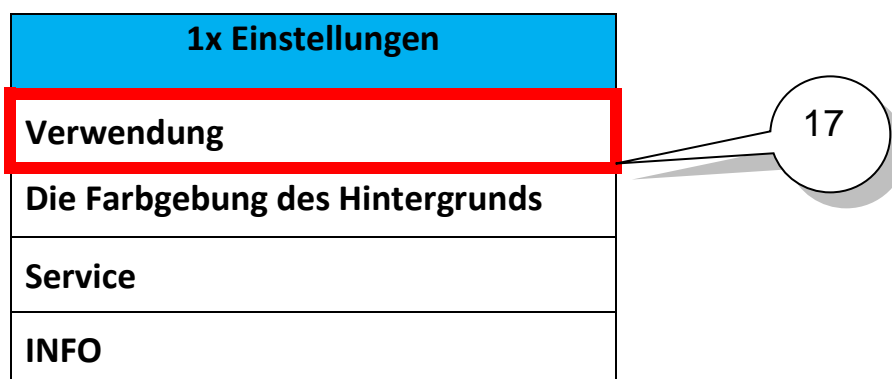 1x Einstellungen
Verwendung
17
Die Farbgebung des Hintergrunds
Service
INFO